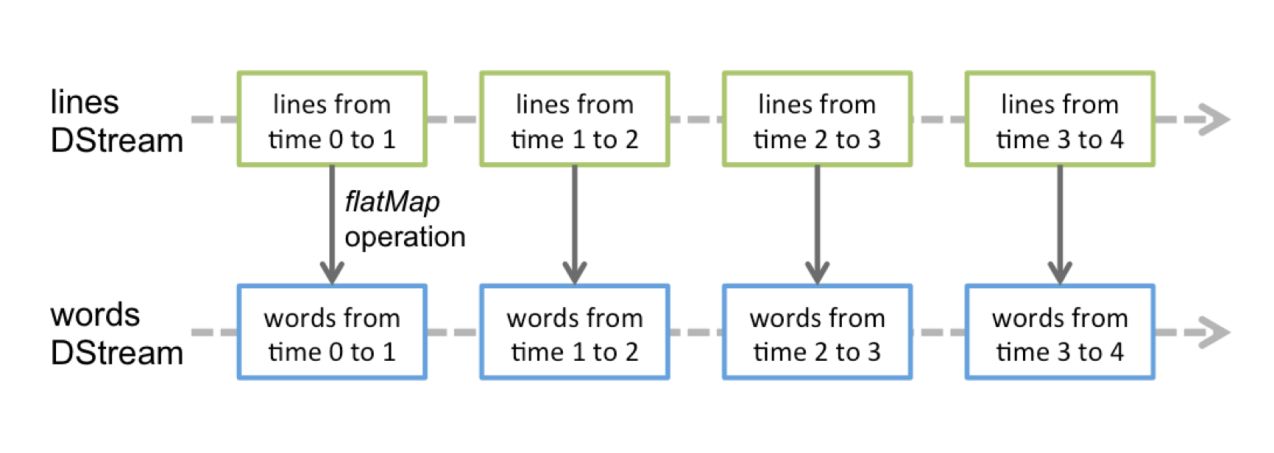 lines
DStream
lines from
time 0 to 1
lines from
time 1 to 2
lines from
time 2 to 3
lines from
time 3 to 4
flatMap
operation
words
DStream
words from
time 0 to 1
words from
time 1 to 2
words from
time 2 to 3
words from
time 3 to 4